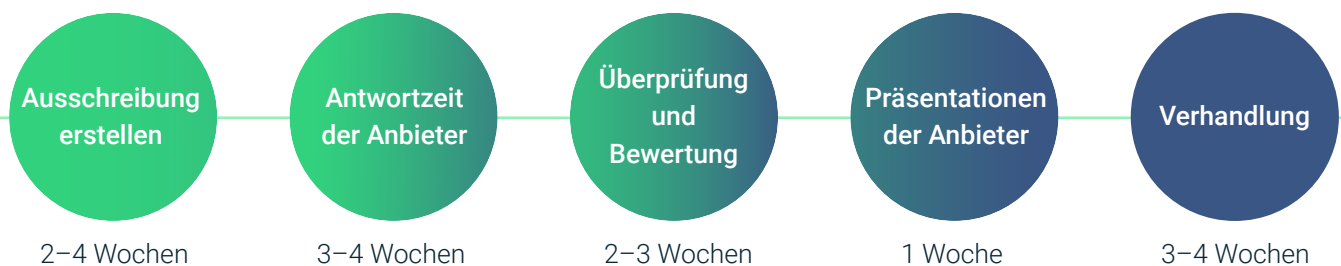 Ausschreibung
erstellen
2–4 Wochen
Antwortzeit
der Anbieter
3–4 Wochen
Überprüfung
und
Bewertung
2–3 Wochen
Präsentationen
der Anbieter
1 Woche
Verhandlung
3–4 Wochen